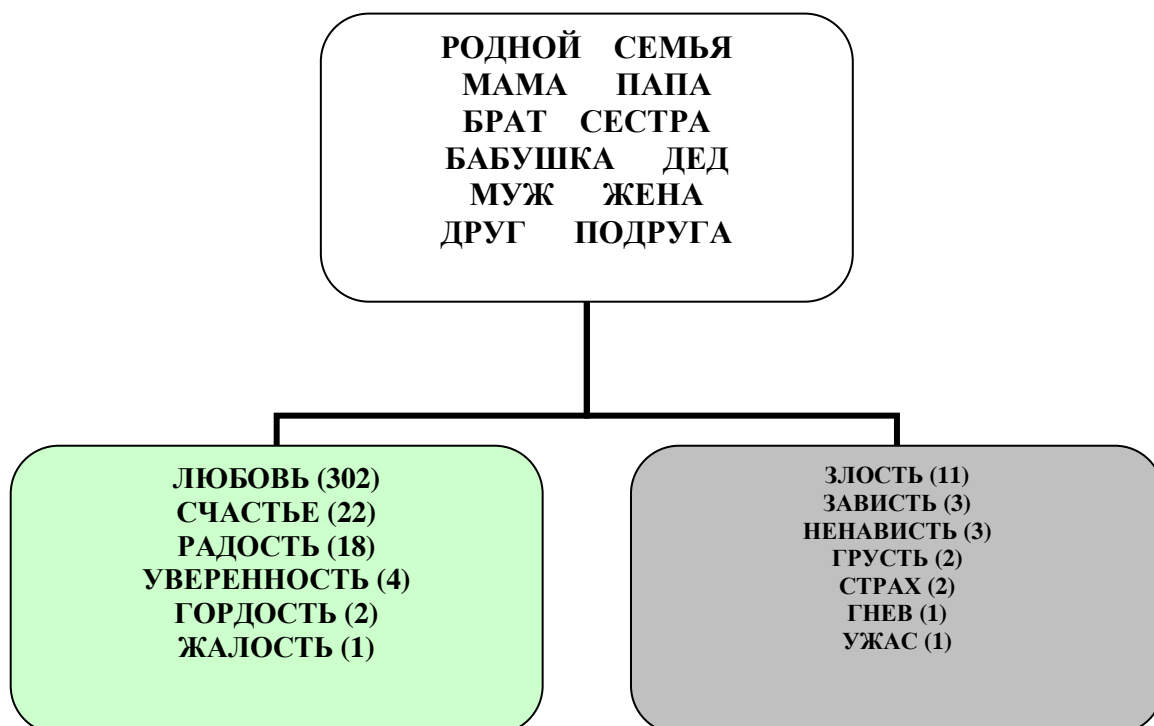 РОДНОЙ СЕМЬЯ
МАМА ПАПА
БРАТ СЕСТРА
БАБУШКА ДЕД
МУЖ ЖЕНА
ДРУГ ПОДРУГА
ЛЮБОВЬ (302)
СЧАСТЬЕ (22)
РАДОСТЬ (18)
УВЕРЕННОСТЬ (4)
ГОРДОСТЬ (2)
ЖАЛОСТЬ (1)
ЗЛОСТЬ (11)
ЗАВИСТЬ (3)
НЕНАВИСТЬ (3)
ГРУСТЬ (2)
СТРАХ (2)
ГНЕВ (1)
УЖАС (1)